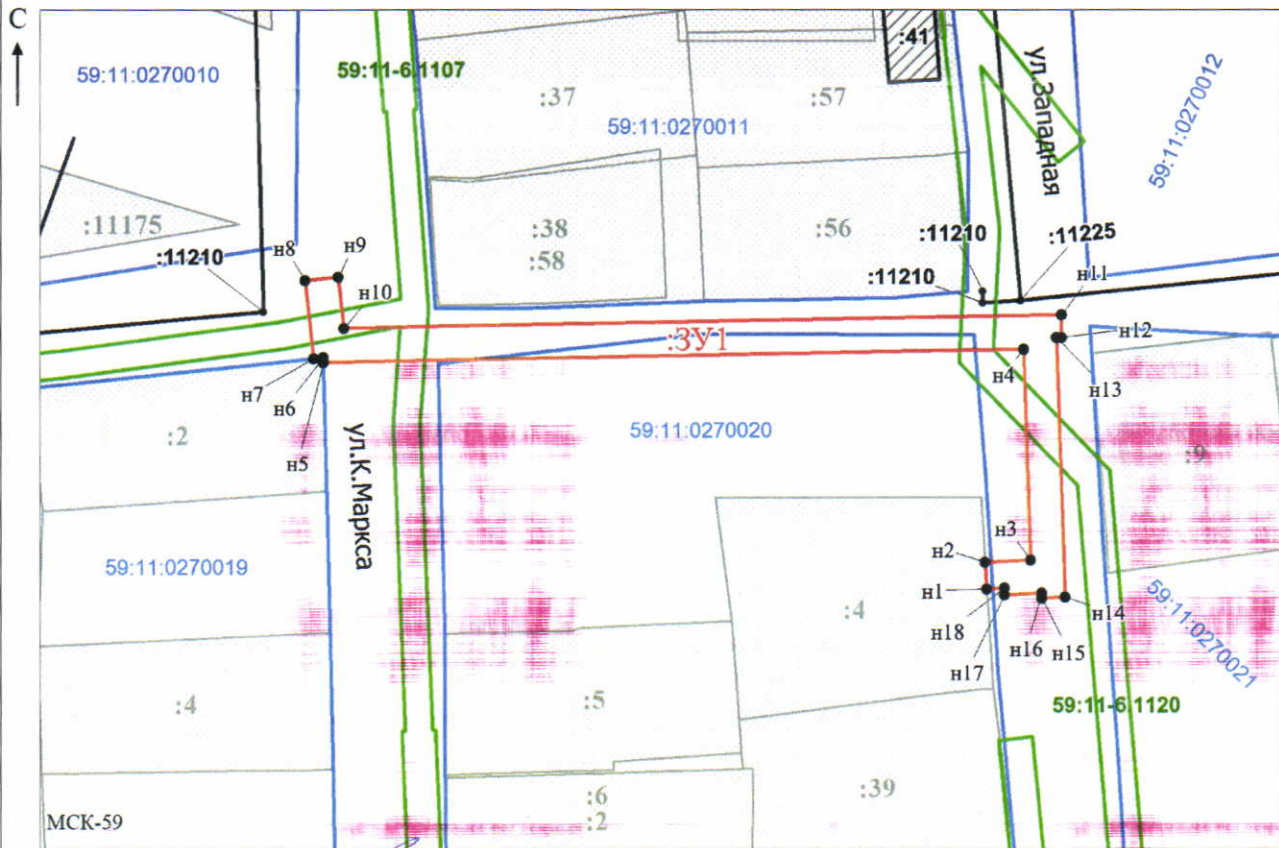 С
59:11:0270010
59:11-6.1107
:41
ул.Западная
59:11:0270012
:37
:57
59:11:0270011
:11175
:38
:58
:56
:11210
н8
н9
н10
:11210
:11210
:11225
н11
:ЗУ1
н12
н13
н4
н7
н6
н5
:2
ул.К.Маркса
59:11:0270020
:9
59:11:0270019
н3
н2
н1
н18
н17
н16
н15
н14
:4
59:11:0270021
:4
:5
59:11-6.1120
:6
:2
:39
МСК-59